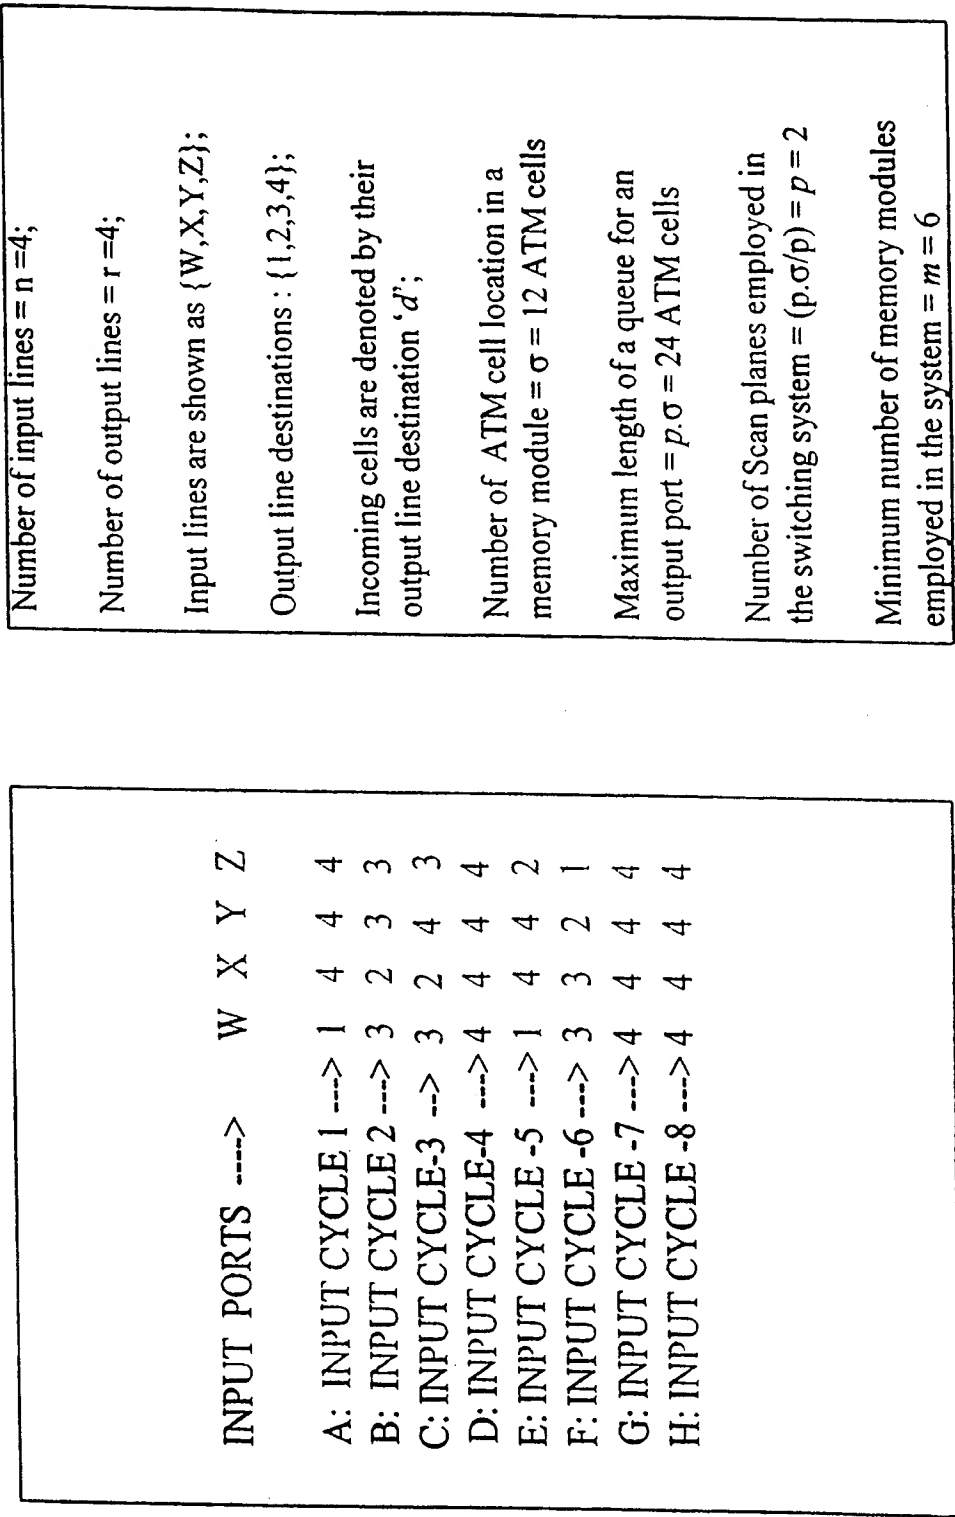 INPUT PORTS ----> W X Y Z
A: INPUT CYCLE 1 ----> 1 4 4 4
B: INPUT CYCLE 2 ----> 3 2 3 3
C: INPUT CYCLE-3 --> 3 2 4 3
D: INPUT CYCLE-4 ----> 4 4 4 4
E: INPUT CYCLE -5 ----> 1 4 4 2
F: INPUT CYCLE -6 ----> 3 3 2 1
G: INPUT CYCLE -7 ----> 4 4 4 4
H: INPUT CYCLE -8 ----> 4 4 4 4
Number of input lines = n =4;
Number of output lines = r =4;
Input lines are shown as {W,X,Y,Z};
Output line destinations : {1,2,3,4};
Incoming cells are denoted by their
output line destination ‘d’’;
Number of ATM cell location in a
memory module = σ = 12 ATM cells
Maximum length of a queue for an
output port = p.σ = 24 ATM cells
Number of Scan planes employed in
the switching system = (p.σ/p) = p = 2
Minimum number of memory modules
employed in the system = m = 6